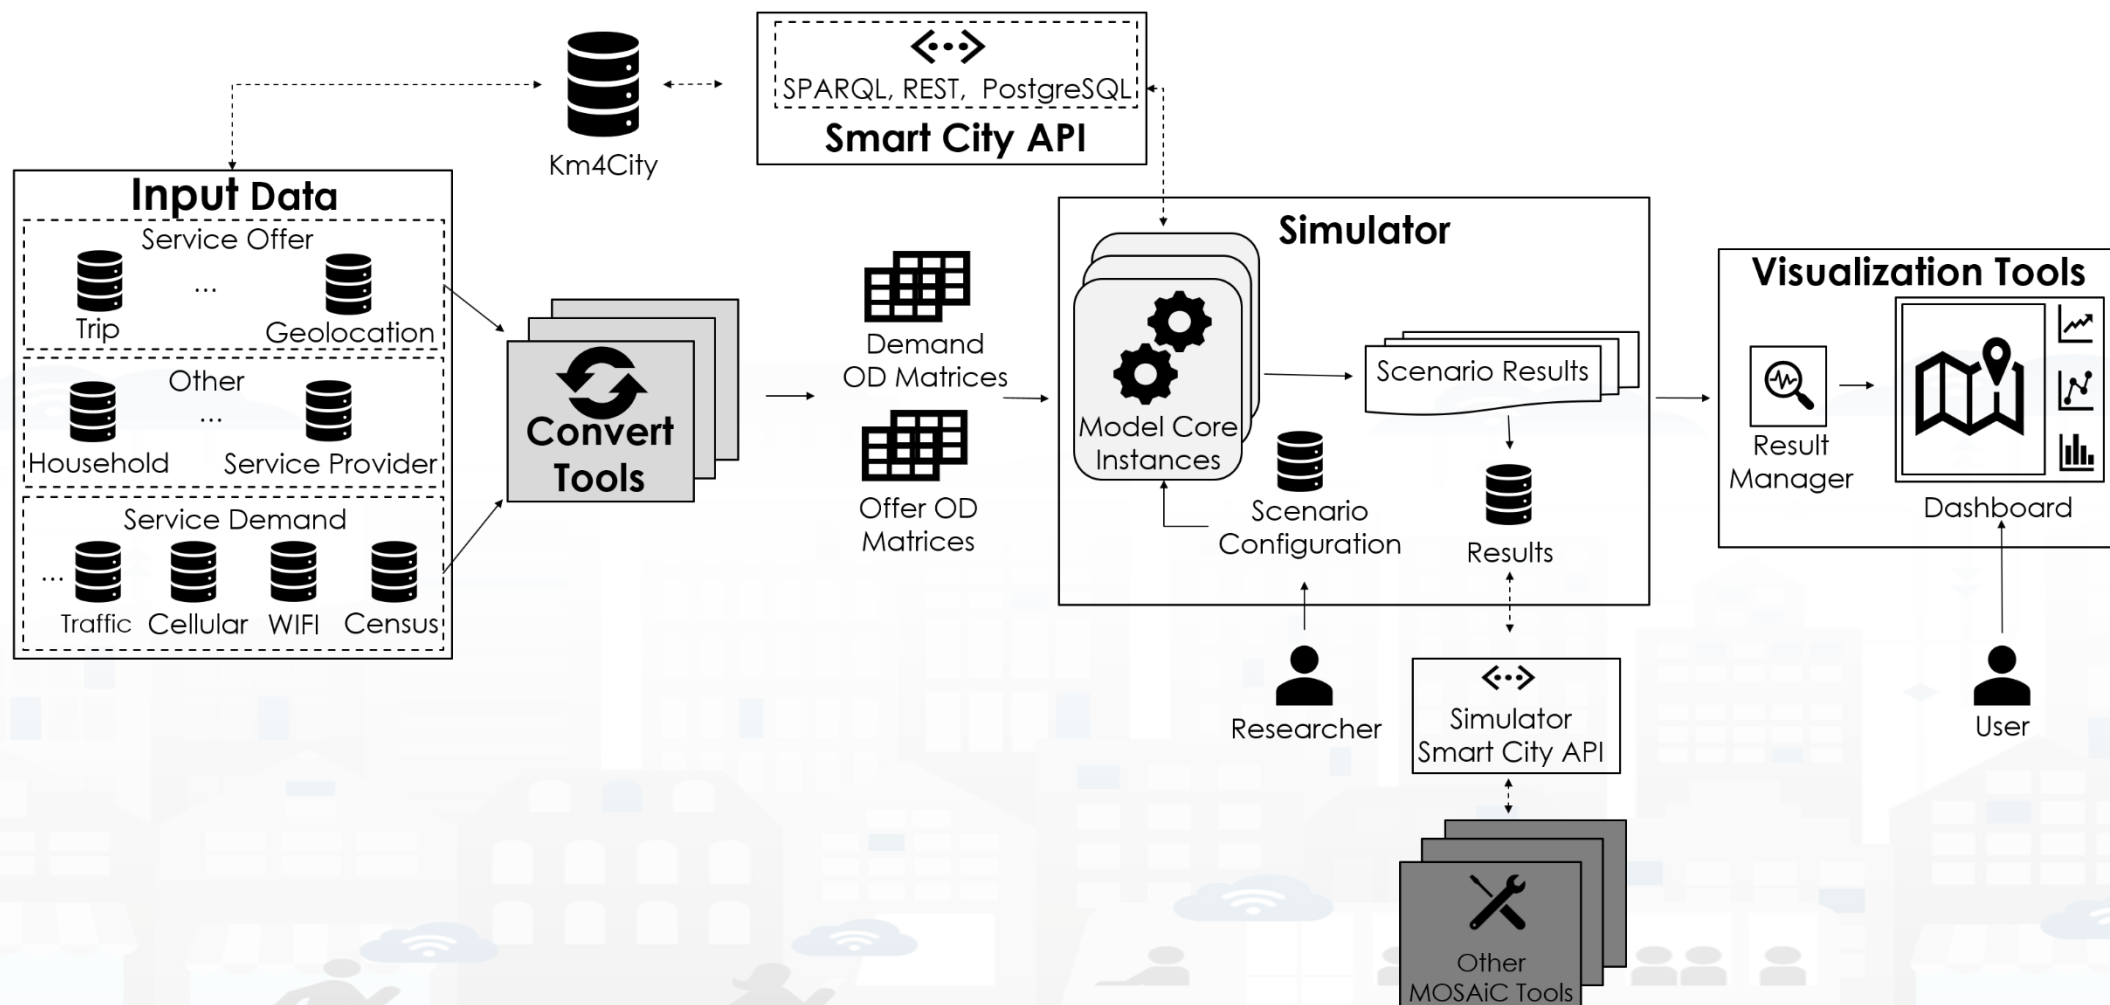 SPARQL, REST, PostgreSQL
Smart City API
Km4City
Input Data
Service Offer
...
Trip
Geolocation
Other
...
Household
Service Provider
Service Demand
...
Traffic
Cellular
WIFI
Census
Convert
Tools
Demand
OD Matrices
Offer OD
Matrices
Simulator
Model Core
Instances
Scenario Results
Scenario
Configuration
Results
Researcher
Simulator
Smart City API
Other
MOSAiC Tools
Visualization Tools
Result
Manager
Dashboard
User